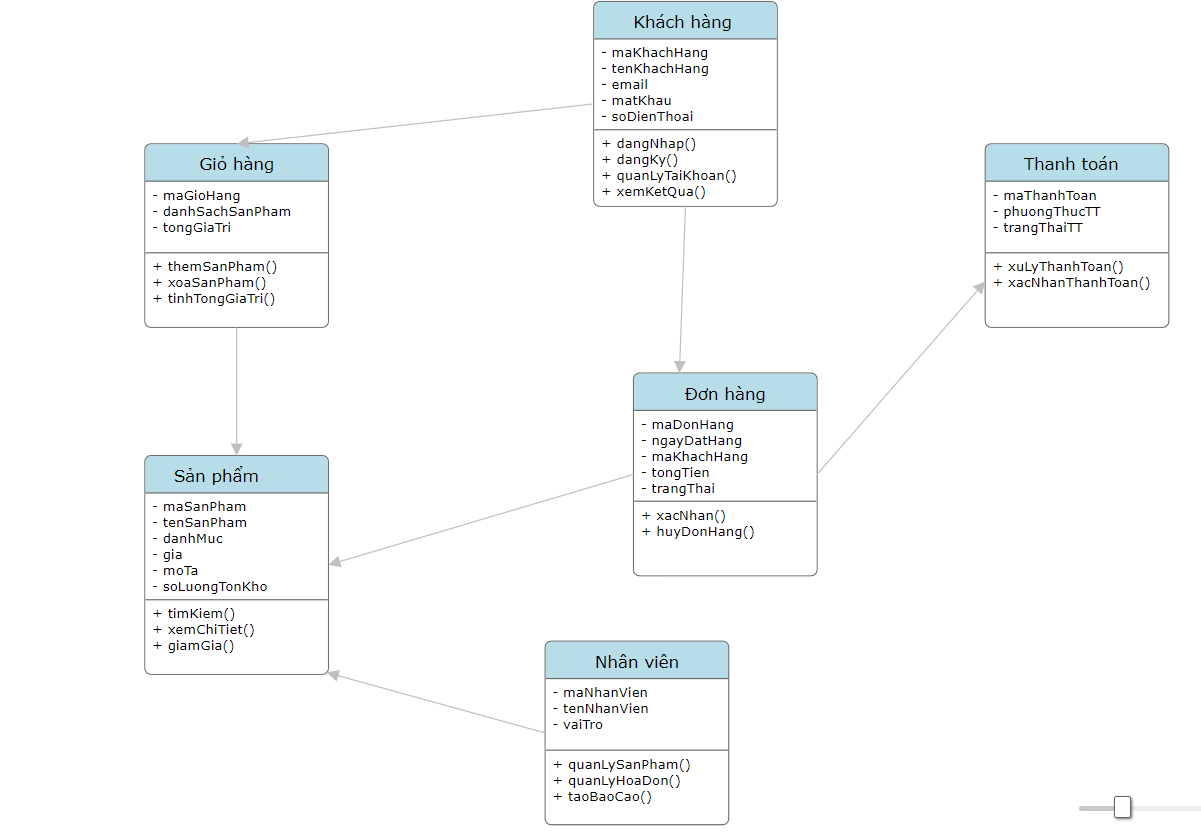 Khách hàng
- maKhachHang
- tenKhachHang
- email
- matKhau
- soDienThoai
+ dangNhap()
+ dangKy()
+ quanLyTaiKhoan()
+ xemKetQua()
Giỏ hàng
- maGioHang
- danhSachSanPham
- tongGiaTri
+ themSanPham()
+ xoaSanPham()
+ tinhTongGiaTri()
Thanh toán
- maThanhToan
- phuongThucTT
- trangThaiTT
+ xuLyThanhToan()
+ xacNhanThanhToan()
Đơn hàng
- maDonHang
- ngayDatHang
- maKhachHang
- tongTien
- trangThai
+ xacNhan()
+ huyDonHang()
Sản phẩm
- maSanPham
- tenSanPham
- danhMuc
- gia
- moTa
- soLuongTonKho
+ timKiem()
+ xemChiTiet()
+ giamGia()
Nhân viên
- maNhanVien
- tenNhanVien
- vaiTro
+ quanLySanPham()
+ quanLyHoaDon()
+ taoBaoCao()